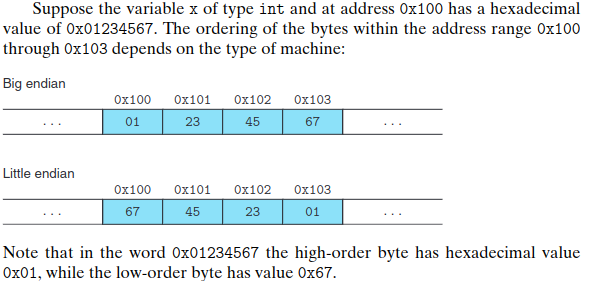 Suppose the variable x of type int and at address 0x100 has a hexadecimal
value of 0x01234567. The ordering of the bytes within the address range 0x100
through 0x103 depends on the type of machine:
Big endian
0x100 0x101 0x102 0x103
... 01 23 45 67 ...
Little endian
0x100 0x101 0x102 0x103
... 67 45 23 01 ...
Note that in the word 0x01234567 the high-order byte has hexadecimal value
0x01, while the low-order byte has value 0x67.